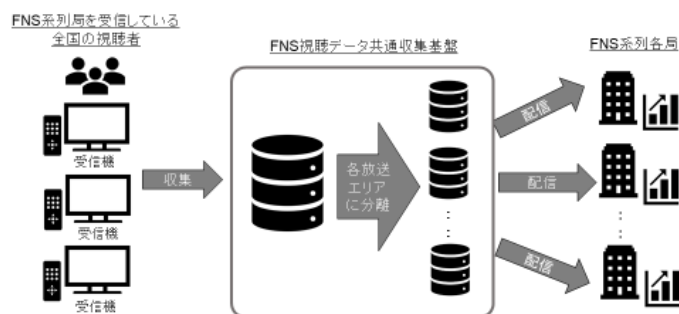 FNS系列局を受信している
全国の視聴者
受信機
受信機
受信機
収集
FNS視聴データ共通収集基盤
各放送
エリア
に分離
配信
配信
配信
FNS系列各局